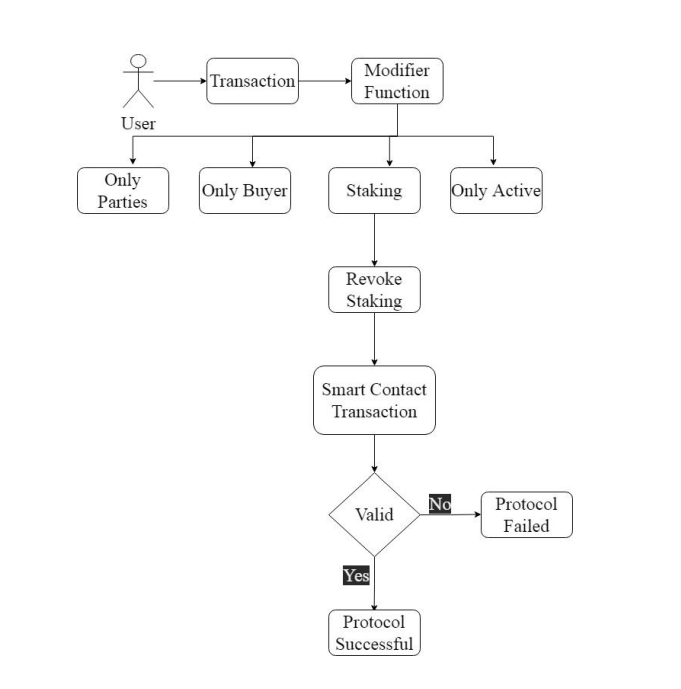 Transaction
Modifier
Function
User
Only
Parties
Only Buyer
Staking
Only Active
Revoke
Staking
Smart Contact
Transaction
Valid
No
Protocol
Failed
Yes
Protocol
Successful